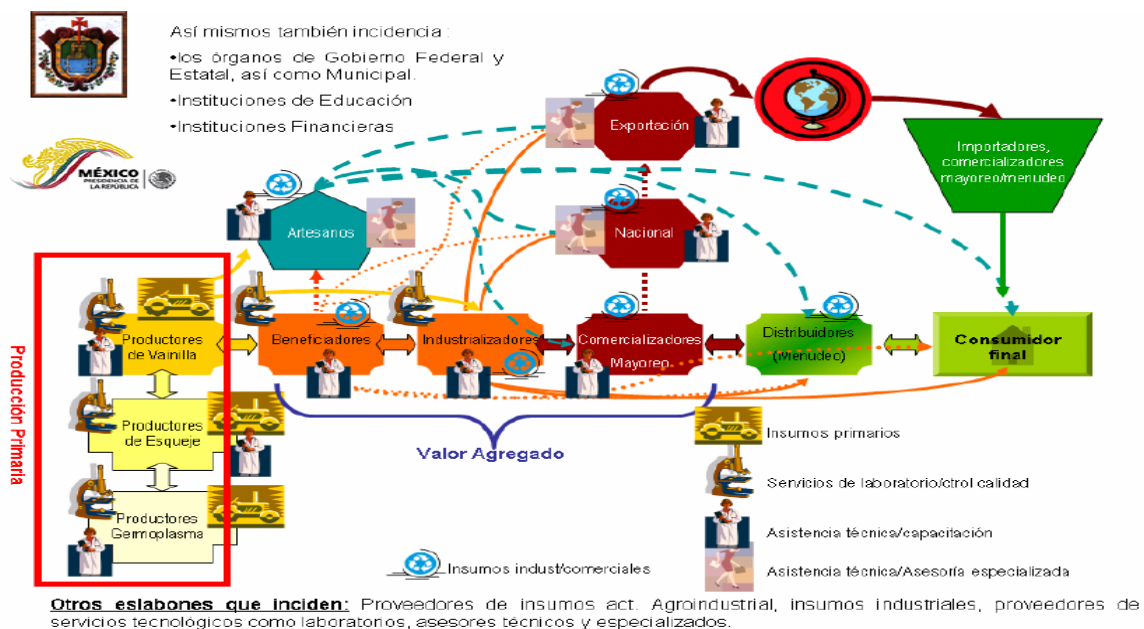 Así mismos también incidencia :
•los órganos de Gobierno Federal y
Estatal, así como Municipal.
•Instituciones de Educación
•Instituciones Financieras
MÉXICO
PRESIDENCIA DE
LA REPÚBLICA
Exportación
Importadores,
comercializadores
mayoreo/menudeo
Artesanos
Nacional
Producción Primaria
Productores
de Vainilla
Beneficiadores
Industrializadores
Comercializadores
Mayoreo
Distribuidores
(Menudeo)
Consumidor
final
Productores
de Esqueje
Productores
Germoplasma
Valor Agregado
Insumos primarios
Servicios de laboratorio/ctrol calidad
Asistencia técnica/capacitación
Insumos indust/comerciales
Asistencia técnica/Asesoría especializada
Otros eslabones que inciden: Proveedores de insumos act. Agroindustrial, insumos industriales, proveedores de
servicios tecnológicos como laboratorios, asesores técnicos y especializados.